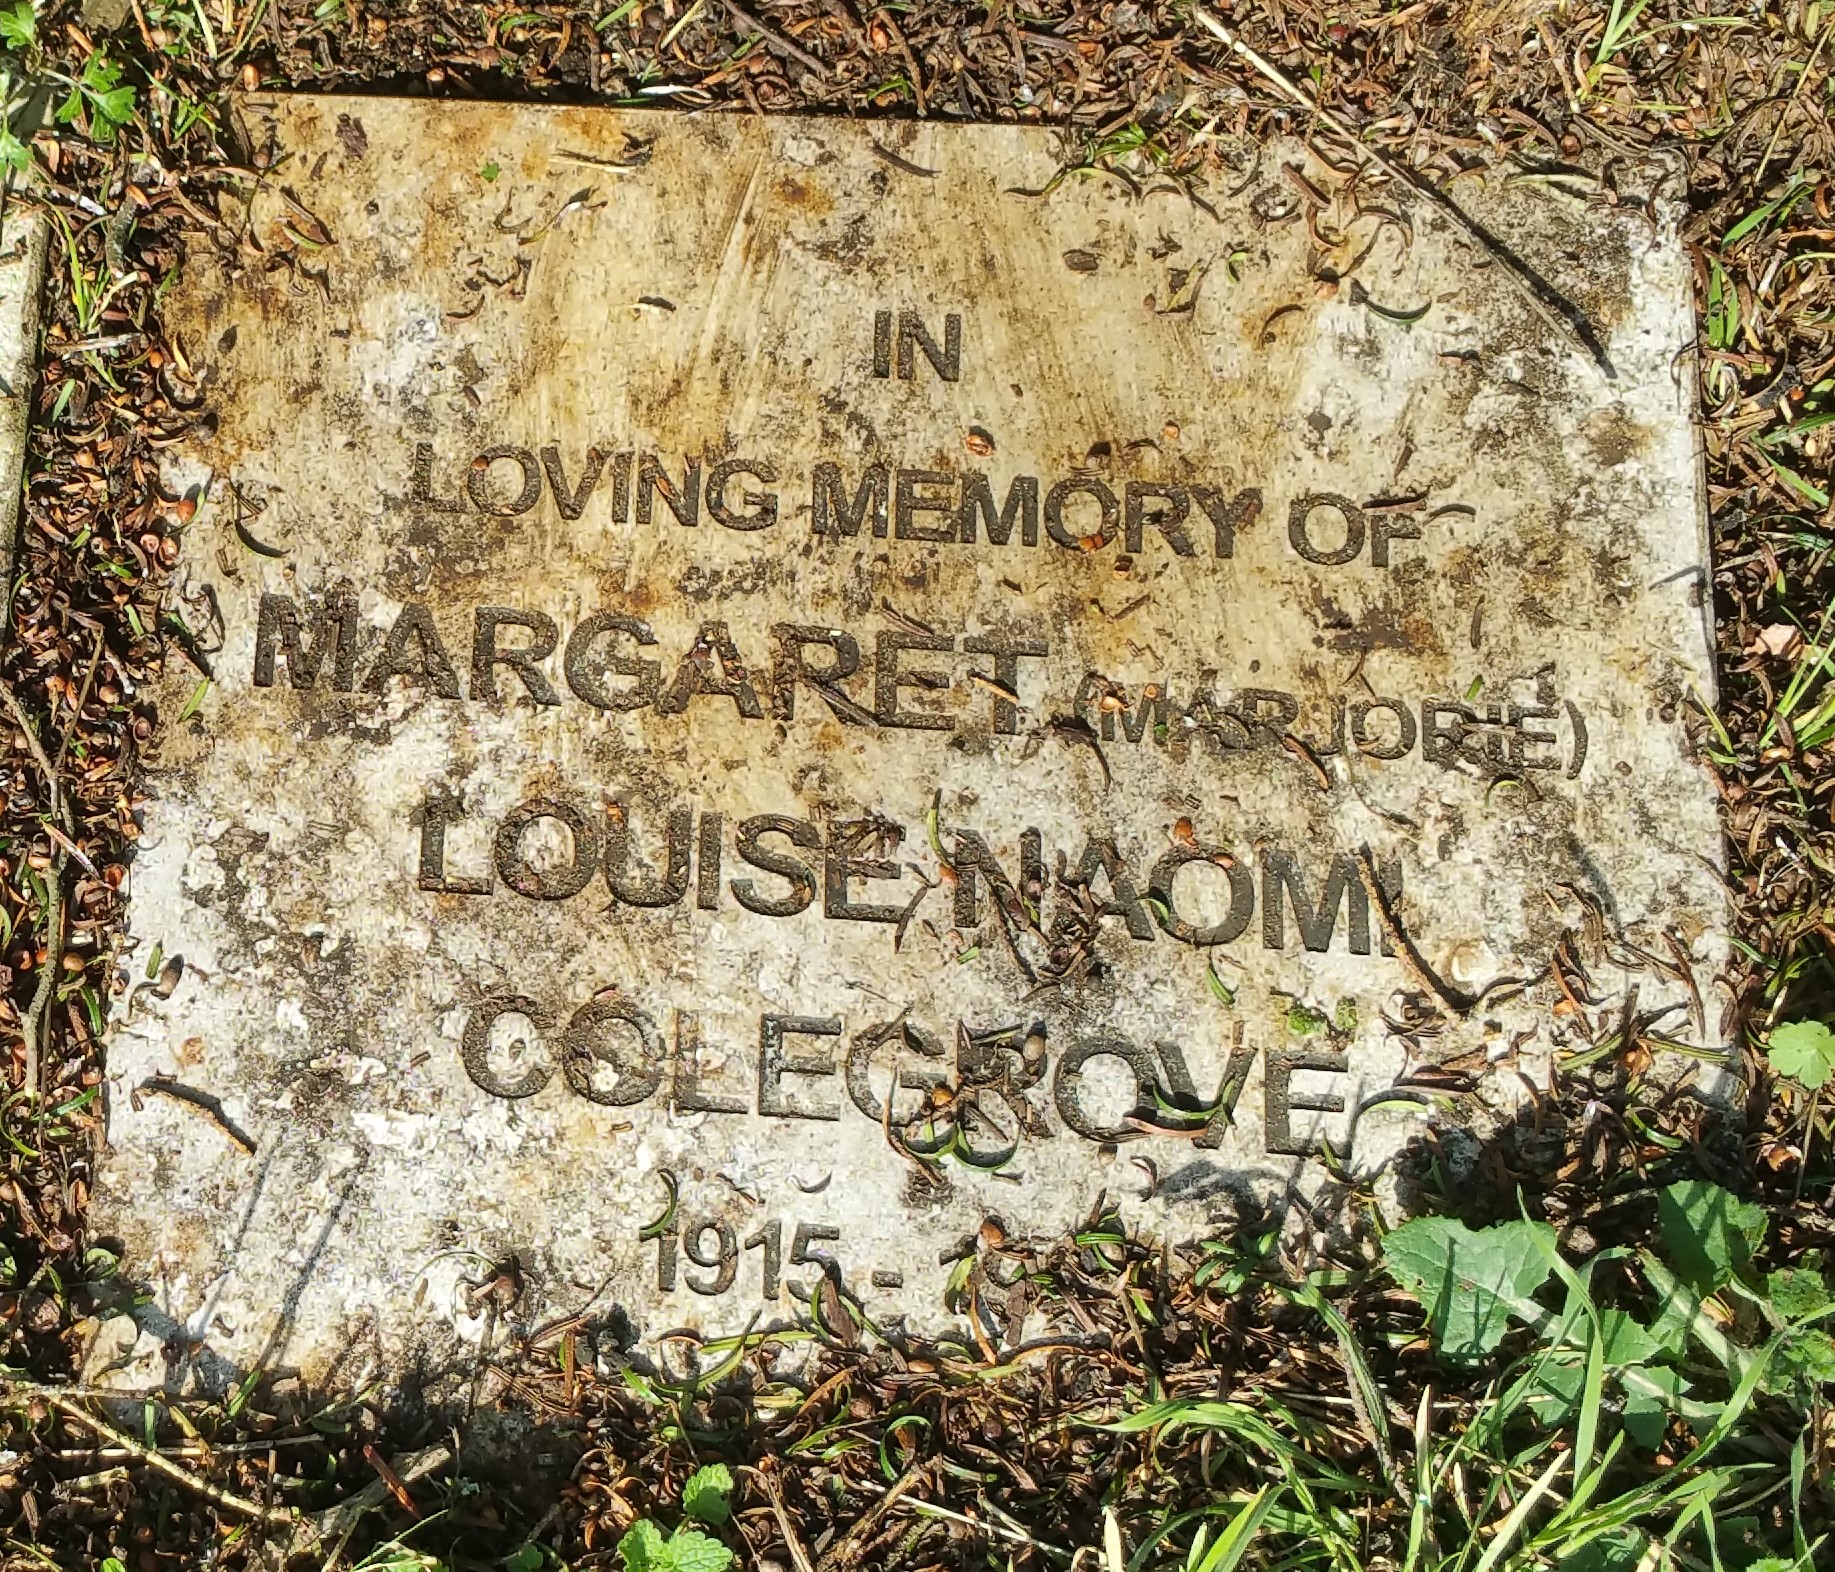 IN
LOVING MEMORY OF
MARGARET (MARJORIE)
LOUISE NAOMI
COLEGROVE
1915 -